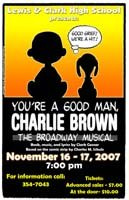 Lewis & Clark High School
presents:
GOOD GRIEF!
WE'RE A HIT!
YOU'RE A GOOD MAN,
CHARLIE BROWN
THE BROADWAY MUSICAL
Book, music, and lyrics by Clark Gesner
Based on the comic strip by Charles M. Schulz
November 16 - 17, 2007
7:00 pm
For information call:
354-7043
Tickets:
Advanced sales - $7.00
At the door - $10.00